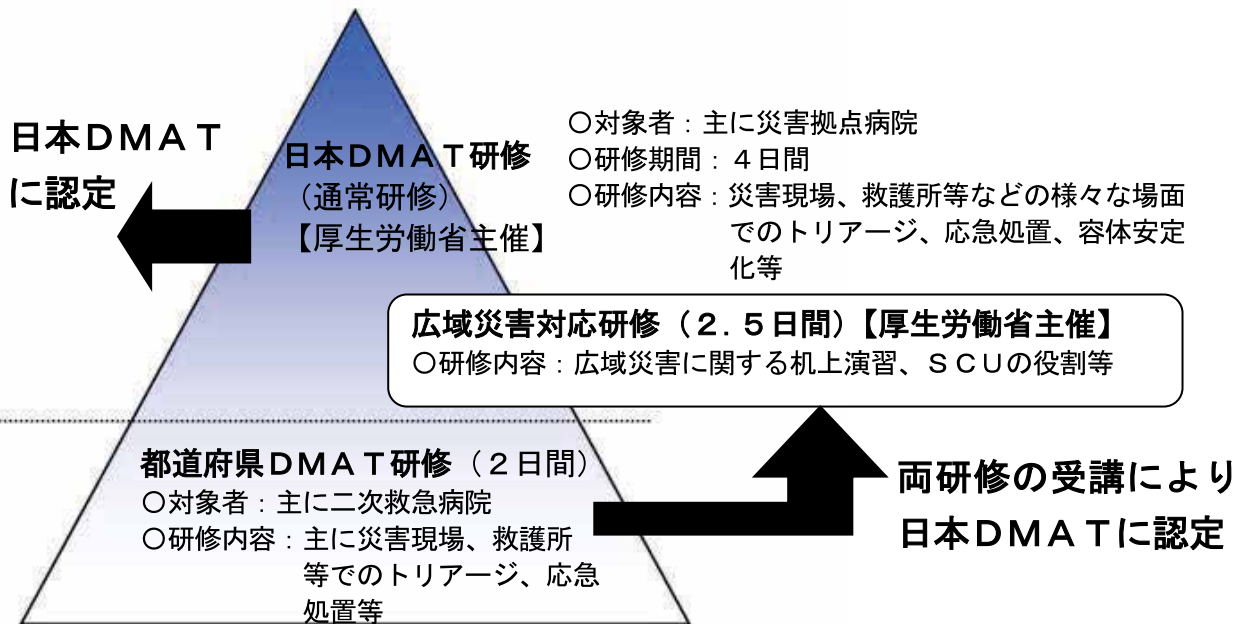 日本DMAT
に認定
日本DMAT研修
（通常研修）
【厚生労働省主催】
○対象者：主に災害拠点病院
○研修期間：４日間
○研修内容：災害現場、救護所等などの様々な場面
でのトリアージ、応急処置、容体安定
化等
広域災害対応研修（２.５日間）【厚生労働省主催】
○研修内容：広域災害に関する机上演習、ＳＣＵの役割等
都道府県DMAT研修（２日間）
○対象者：主に二次救急病院
○研修内容：主に災害現場、救護所
等でのトリアージ、応急
処置等
両研修の受講により
日本DMATに認定